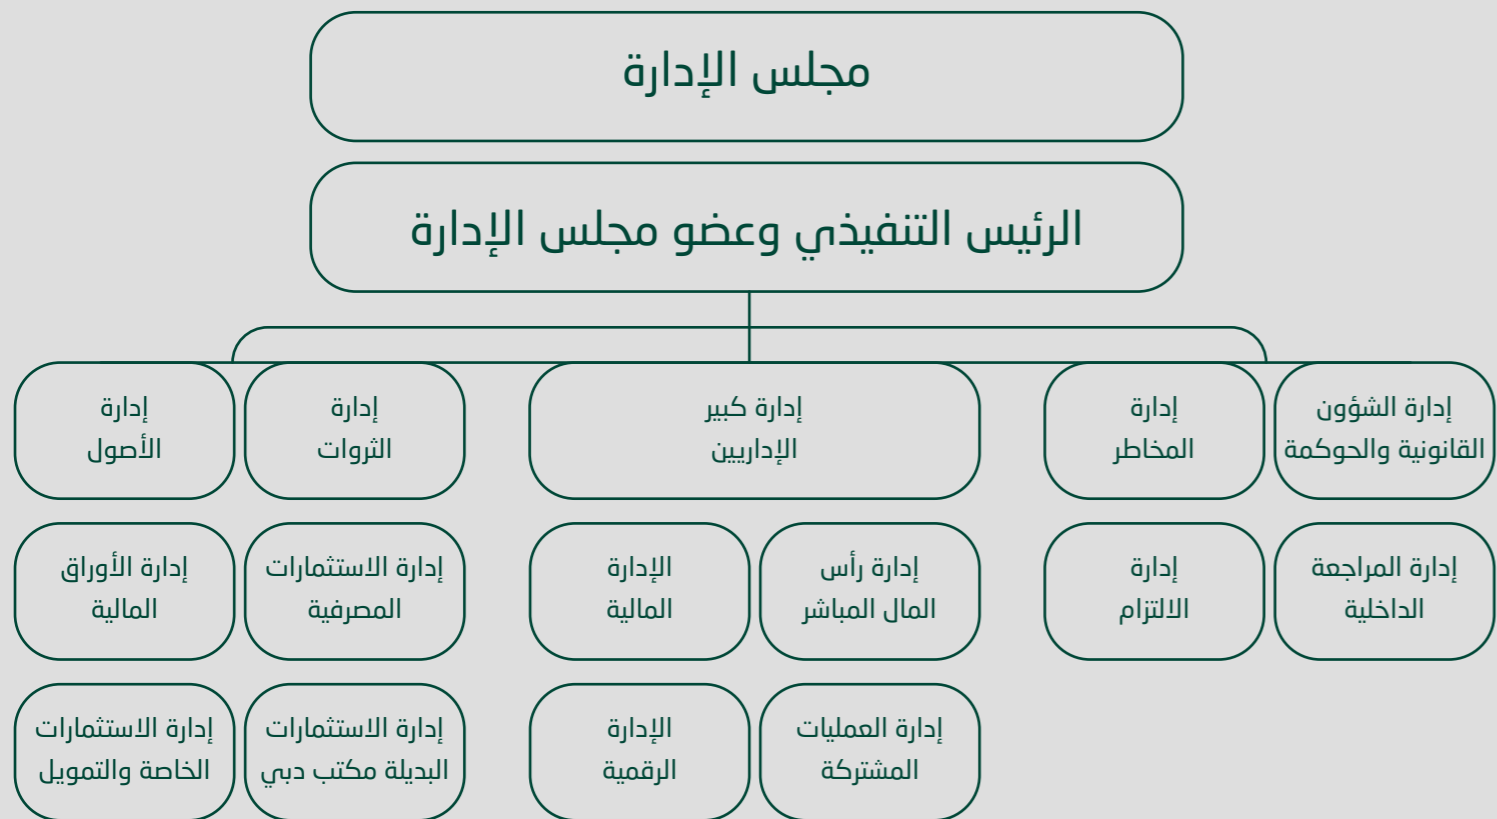 مجلس الإدارة
الرئيس التنفيذي وعضو مجلس الإدارة
إدارة الشؤون
القانونية والحوكمة
إدارة
المخاطر
إدارة كبير
الإداريين
إدارة
الثروات
إدارة
الأصول
إدارة المراجعة
الداخلية
إدارة
الالتزام
إدارة رأس
المال المباشر
الإدارة
المالية
إدارة الاستثمارات
المصرفية
إدارة الأوراق
المالية
إدارة العمليات
المشتركة
الإدارة
الرقمية
إدارة الاستثمارات
البديلة مكتب دبي
إدارة الاستثمارات
الخاصة والتمويل